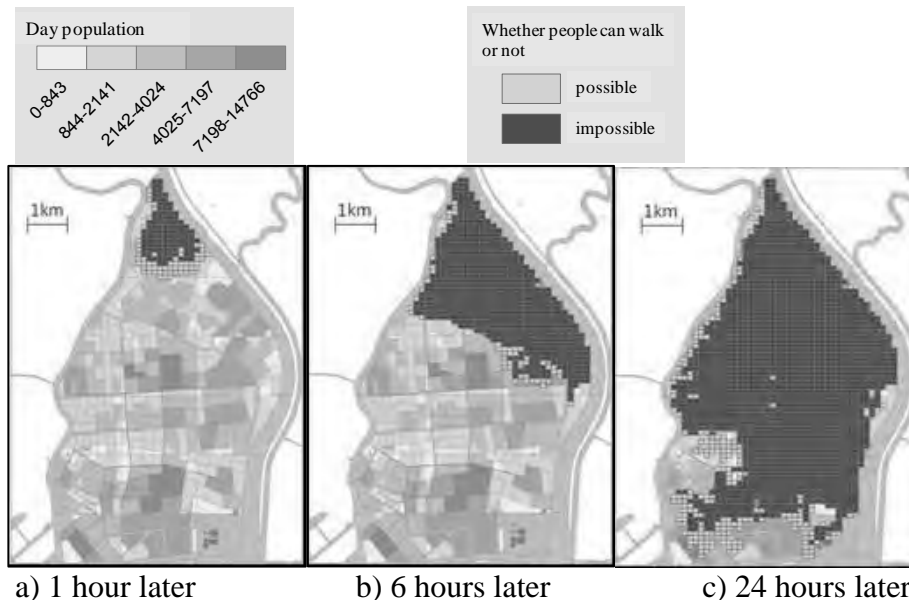 Day population
0-843
844-2141
2142-4024
4025-7197
7198-14766
Whether people can walk
or not
possible
impossible
1km
1km
1km
a) 1 hour later
b) 6 hours later
c) 24 hours later